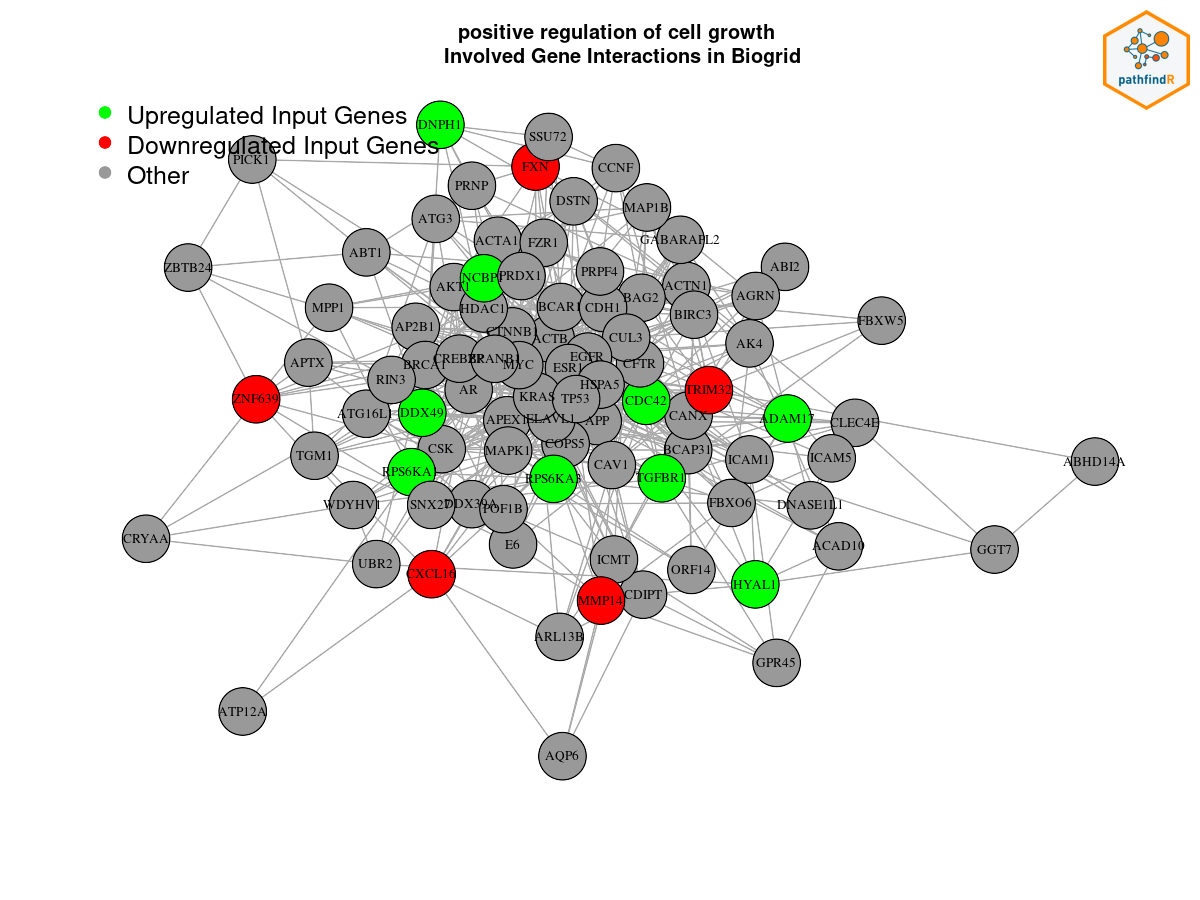 positive regulation of cell growth
Involved Gene Interactions in Biogrid
pathfindR
Upregulated Input Genes
Downregulated Input Genes
Other
DNPH1
SSU72
PICK1
FXN
CCNF
PRNP
DSTN
MAP1B
ATG3
ACTA1
FZR1
GABARAPL2
ABT1
ZBTB24
ABI2
PRPF4
PRDX1
AKT1
ACTN1
AGRN
BAG2
MPP1
HDAC1
BCAR1
CDH1
BIRC3
FBXW5
AP2B1
CTNNB1
ACTB
CUL3
AK4
APTX
BRCA1
CREBBP
RANBP1
MYC
ESR1
EGFR
CFTR
RIN3
AR
KRAS
HSPA5
TP53
CDC42
TRIM32
ZNF639
ATG16L1
DDX49
APEX1
ELAVL1
APP
CANX
ADAM17
CLEC4E
TGM1
CSK
MAPK1
COPS5
CAV1
BCAP31
ICAM1
ICAM5
ABHD14A
RPS6KA3
TGFBR1
WDYHV1
SNX27
DDX39A
POF1B
FBXO6
DNASE1L1
CRYAA
E6
ACAD10
GGT7
UBR2
CXCL16
ICMT
ORF14
HYAL1
MMP14
CDIPT
ARL13B
GPR45
ATP12A
AQP6